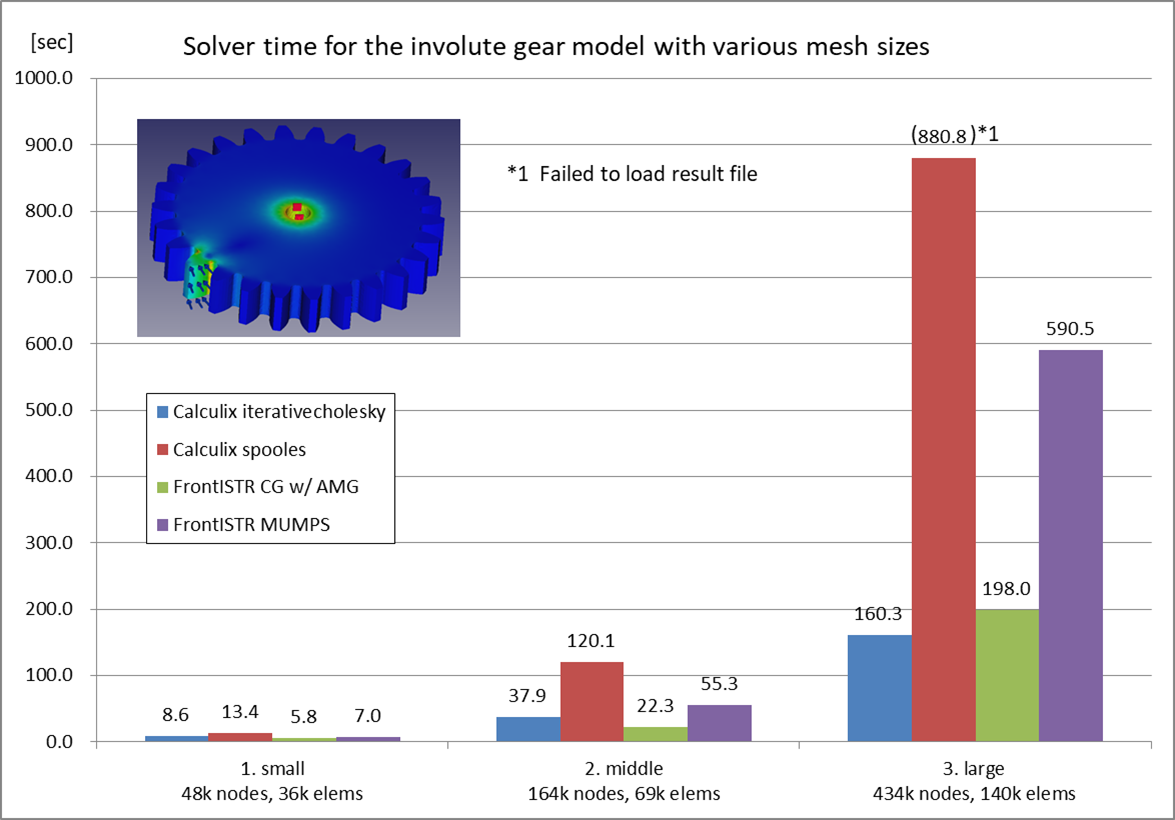 [sec]
Solver time for the involute gear model with various mesh sizes
1000.0
900.0
800.0
700.0
600.0
500.0
400.0
300.0
200.0
100.0
0.0
*1 Failed to load result file
Calculix iterativecholesky
Calculix spooles
FrontISTR CG w/ AMG
FrontISTR MUMPS
8.6
13.4
5.8
7.0
37.9
120.1
22.3
55.3
160.3
(880.8)*1
198.0
590.5
1. small
48k nodes, 36k elems
2. middle
164k nodes, 69k elems
3. large
434k nodes, 140k elems